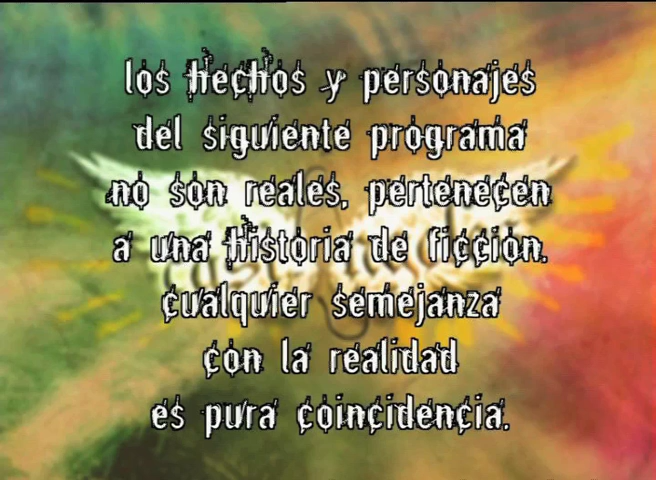 los hechos y personajes
del siguiente programa
no son reales, pertenecen
a una historia de ficción.
cualquier semejanza
con la realidad
es pura coincidencia.